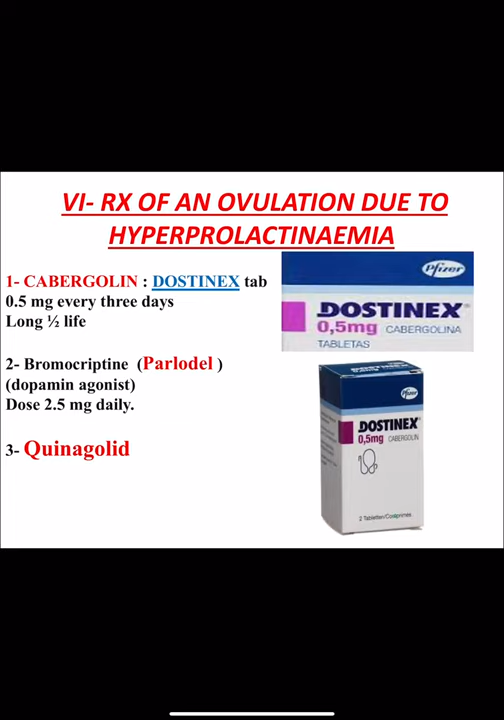 VI- RX OF AN OVULATION DUE TO
HYPERPROLACTINAEMIA
1- CABERGOLIN : DOSTINEX tab
0.5 mg every three days
Long ½ life
2- Bromocriptine (Parlodel )
(dopamin agonist)
Dose 2.5 mg daily.
3- Quinagolid
Pfizer
DOSTINEX
0,5mg CABERGOLINA
TABLETAS
Pfizer
DOSTINEX
0,5mg CABERGOLIN
2 Tabletten/Comprimés